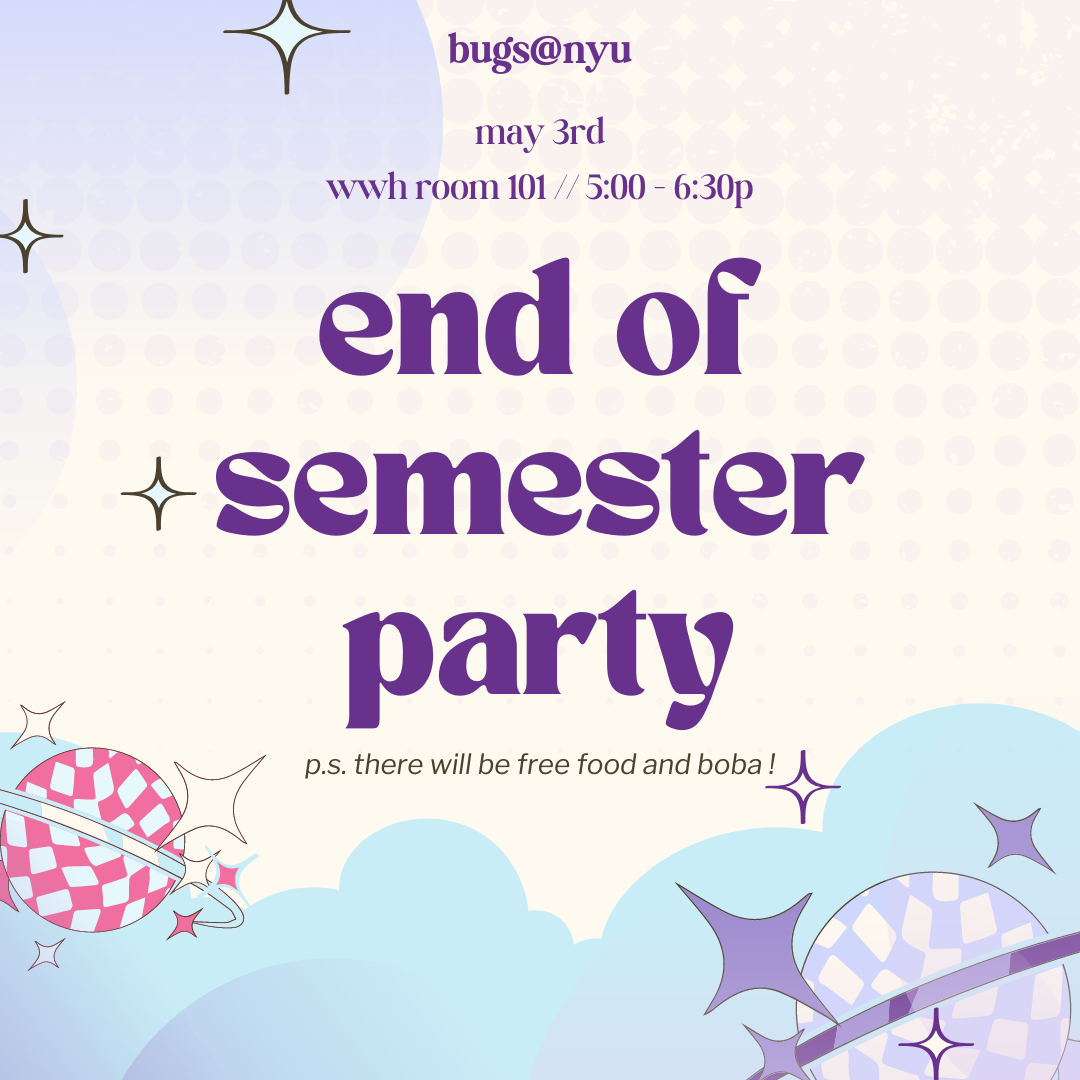 bugs@nyu
may 3rd
wwh room 101 // 5:00 - 6:30p
end of
semester
party
p.s. there will be free food and boba !